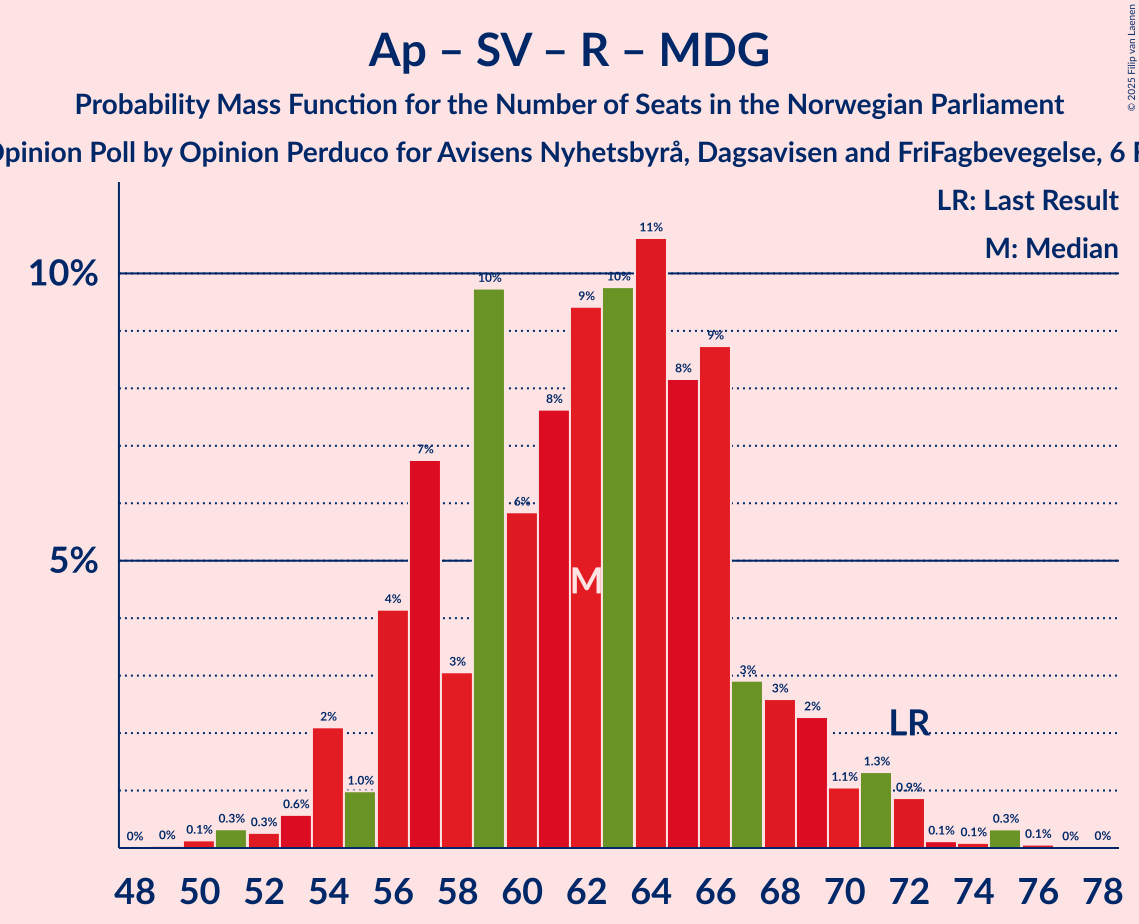 Ap – SV – R – MDG
Probability Mass Function for the Number of Seats in the Norwegian Parliament
Opinion Poll by Opinion Perduco for Avisens Nyhetsbyrå, Dagsavisen and FriFagbevegelse, 6
© 2025 Filip van Laenen
LR: Last Result
M: Median
10%
5%
0% 0% 0.1% 0.3% 0.3% 0.6% 2% 1.0% 4% 7% 3% 10% 6% 8% 9% 10% 11% 8% 9% 3% 3% 2% 1.1% 1.3% 0.9% 0.1% 0.1% 0.3% 0.1% 0% 0%
M
LR
48 50 52 54 56 58 60 62 64 66 68 70 72 74 76 78